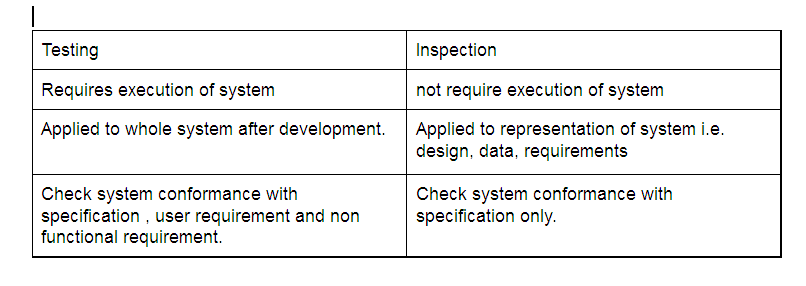 Testing
Inspection
Requires execution of system
not require execution of system
Applied to whole system after development.
Applied to representation of system i.e.
design, data, requirements
Check system conformance with
specification , user requirement and non
functional requirement.
Check system conformance with
specification only.